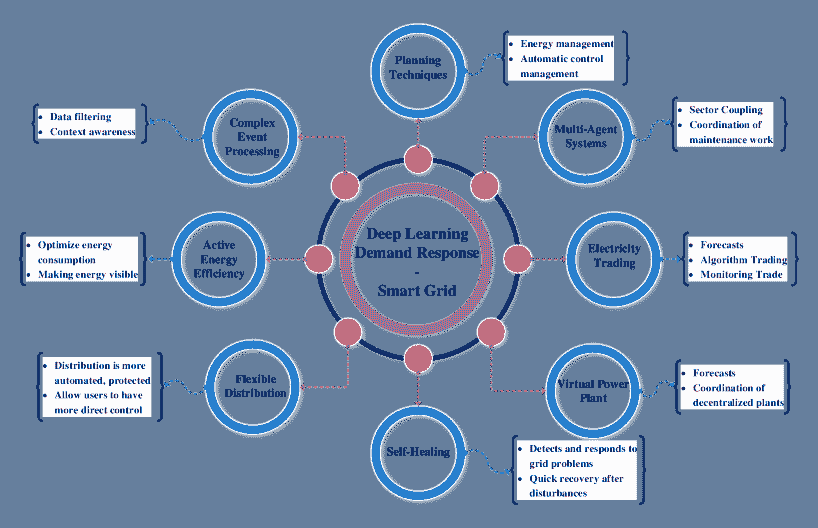 Planning
Techniques
• Energy management
• Automatic control
management
Complex
Event
Processing
• Data filtering
• Context awareness
Multi-Agent
Systems
• Sector Coupling
• Coordination of
maintenance work
Deep Learning
Demand Response
-
Smart Grid
Active
Energy
Efficiency
• Optimize energy
consumption
• Making energy visible
Electricity
Trading
• Forecasts
• Algorithm Trading
• Monitoring Trade
Flexible
Distribution
• Distribution is more
automated, protected
• Allow users to have
more direct control
Virtual Power
Plant
• Forecasts
• Coordination of
decentralized plants
Self-Healing
• Detects and responds to
grid problems
• Quick recovery after
disturbances